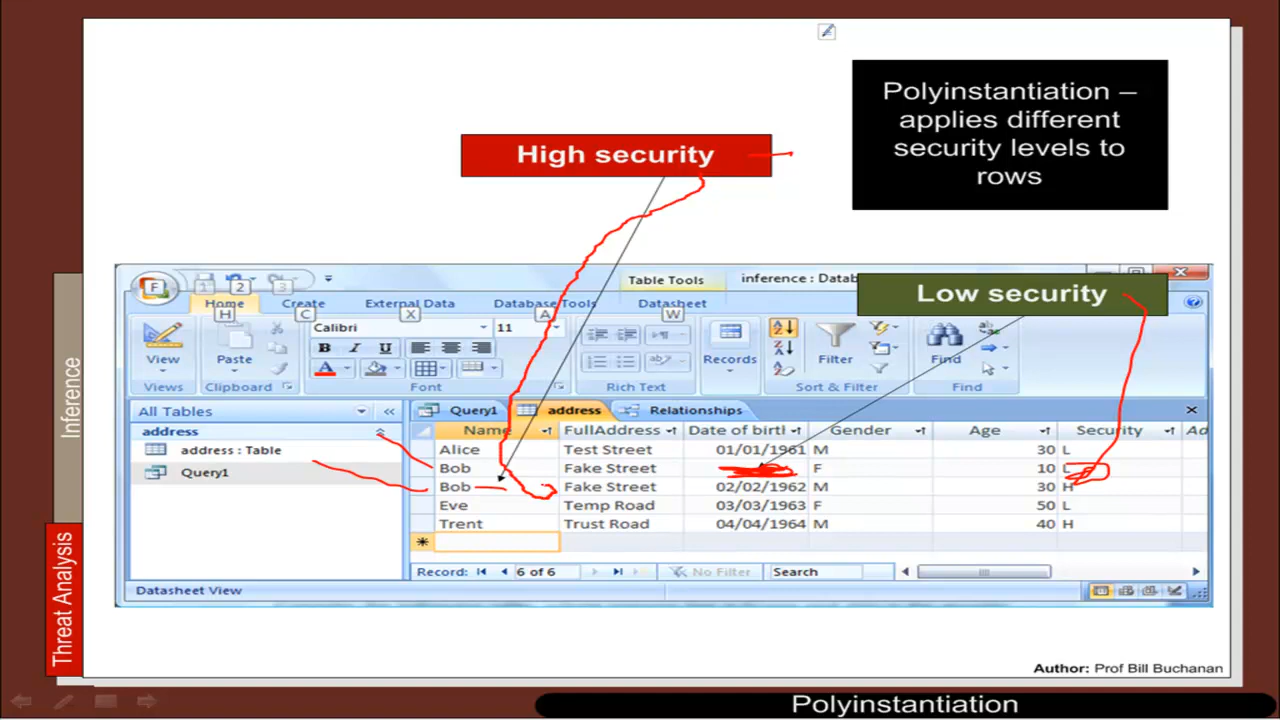 Polyinstantiation –
applies different
security levels to
rows
High security
Low security
F
1
2
3
Table Tools
inference : Datab
Home
Create
External Data
Database Tools
Datasheet
H
C
X
A
W
View
Views
Paste
Clipboard
Calibri
11
B I U
A
Font
Rich Text
Records
Filter
Sort & Filter
Find
Find
All Tables
address
address : Table
Query1
Query1
address
Relationships
Name FullAddress Date of birtl Gender Age Security Ad
Alice Test Street 01/01/1961 M 30 L
Bob Fake Street F 10 L
Bob Fake Street 02/02/1962 M 30 H
Eve Temp Road 03/03/1963 F 50 L
Trent Trust Road 04/04/1964 M 40 H
Record: 6 of 6 No Filter Search
Datasheet View
Inference
Threat Analysis
Author: Prof Bill Buchanan
Polyinstantiation